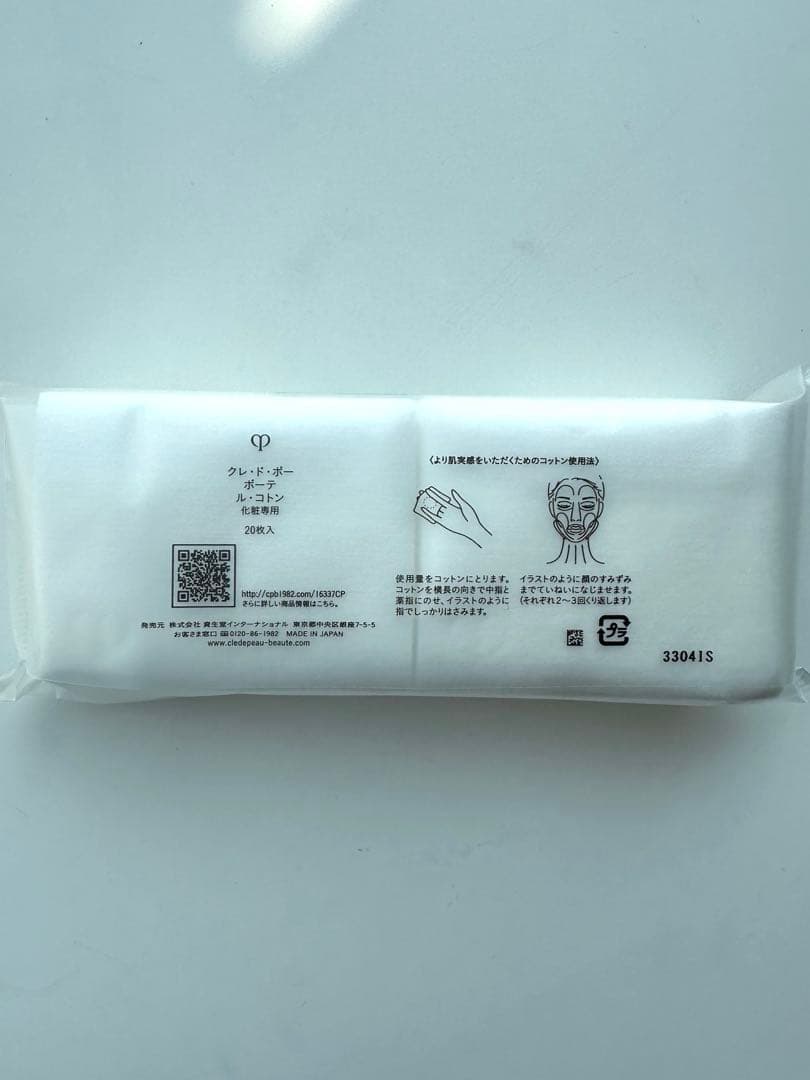 クレ・ド・ポー
ボーテ
ル・コトン
化粧専用
20枚入
http://cpb1982.com/16337CP
さらに詳しい商品情報はこちら。
発売元 株式会社 資生堂インターナショナル 東京都中央区銀座7-5-5
お客さま窓口 0120-86-1982 MADE IN JAPAN
www.cledepeau-beaute.com
〈より肌実感をいただくためのコットン使用法〉
使用量をコットンにとります。
コットンを横長の向きで中指と
薬指にのせ、イラストのように
指でしっかりはさみます。
イラストのように顔のすみずみ
までていねいになじませます。
(それぞれ2〜3回くり返します)
プラ
3304IS